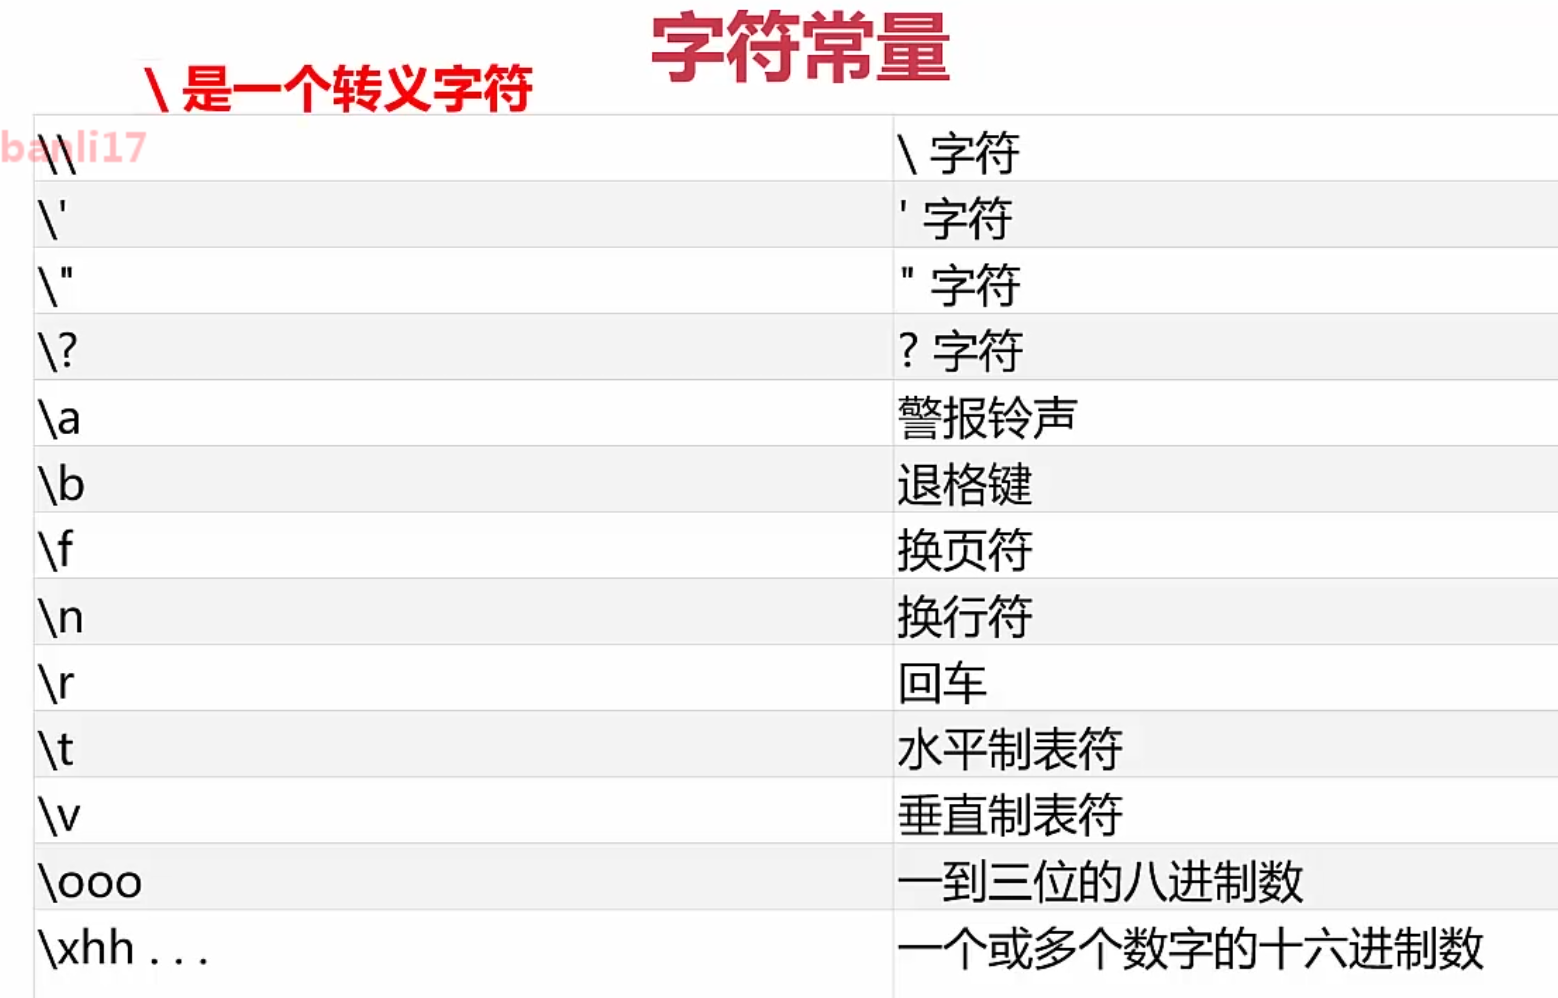 字符常量
\ 是一个转义字符
banli17
\\ \ 字符
\' ' 字符
\" " 字符
\? ? 字符
\a 警报铃声
\b 退格键
\f 换页符
\n 换行符
\r 回车
\t 水平制表符
\v 垂直制表符
\ooo 一到三位的八进制数
\xhh . . . 一个或多个数字的十六进制数